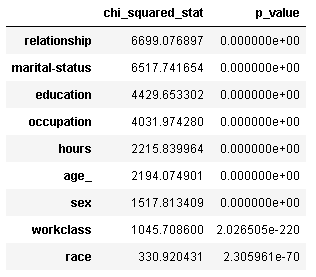 chi_squared_stat p_value
relationship 6699.076897 0.000000e+00
marital-status 6517.741654 0.000000e+00
education 4429.653302 0.000000e+00
occupation 4031.974280 0.000000e+00
hours 2215.839964 0.000000e+00
age_ 2194.074901 0.000000e+00
sex 1517.813409 0.000000e+00
workclass 1045.708600 2.026505e-220
race 330.920431 2.305961e-70